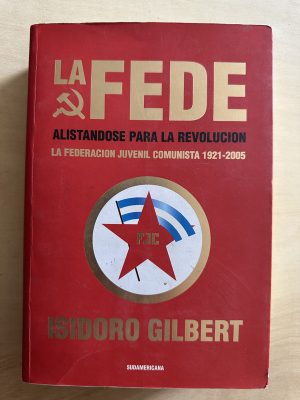 LA FEDE
ALISTANDOSE PARA LA REVOLUCION
LA FEDERACION JUVENIL COMUNISTA 1921-2005
FJC
ISIDORO GILBERT
SUDAMERICANA